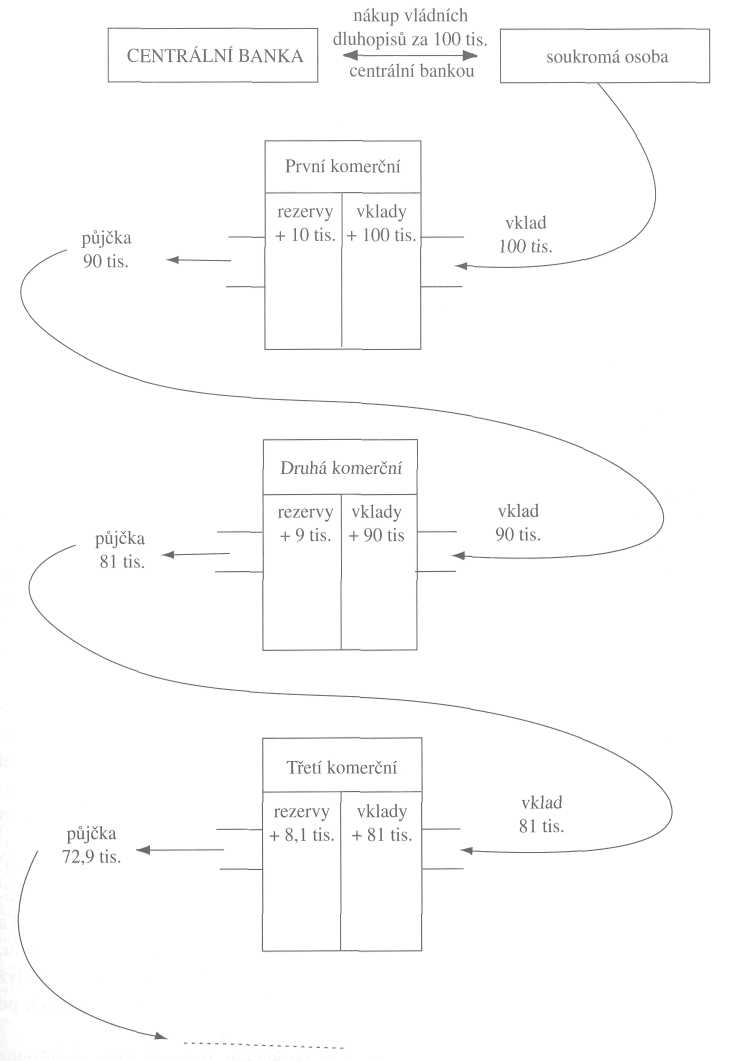 nákup vládních
dluhopisů za 100 tis.
centrální bankou
CENTRÁLNÍ BANKA
soukromá osoba
První komerční
rezervy
+ 10 tis.
vklady
+ 100 tis.
vklad
100 tis.
půjčka
90 tis.
Druhá komerční
rezervy
+ 9 tis.
vklady
+ 90 tis
vklad
90 tis.
půjčka
81 tis.
Třetí komerční
rezervy
+ 8,1 tis.
vklady
+ 81 tis.
vklad
81 tis.
půjčka
72,9 tis.